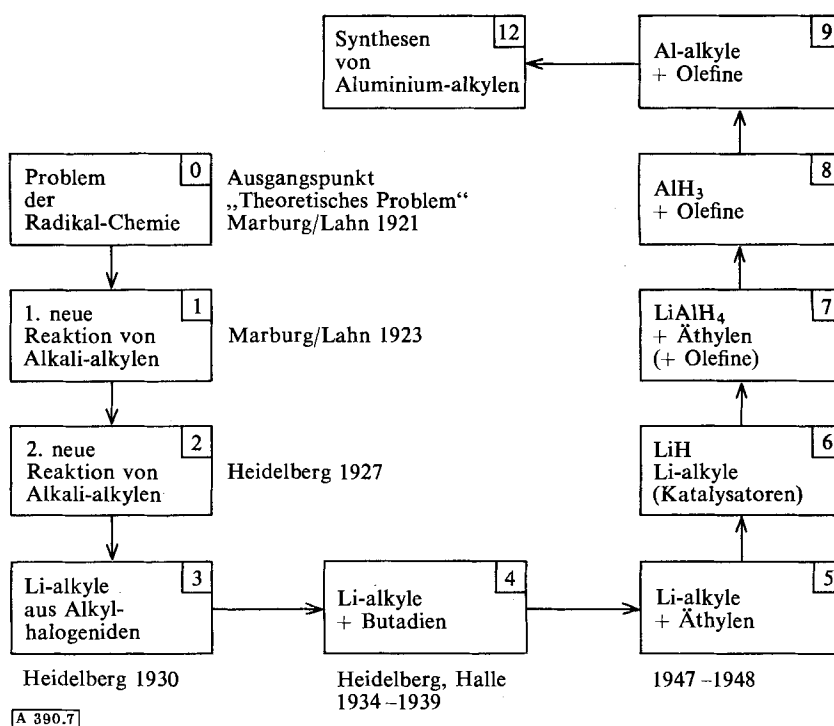 Synthesen
von
Aluminium-alkylen
12
Al-alkyle
+ Olefine
9
Problem
der
Radikal-Chemie
0
Ausgangspunkt
„Theoretisches Problem“
Marburg/Lahn 1921
AlH₃
+ Olefine
8
1. neue
Reaktion von
Alkali-alkylen
1
Marburg/Lahn 1923
LiAlH₄
+ Äthylen
(+ Olefine)
7
2. neue
Reaktion von
Alkali-alkylen
2
Heidelberg 1927
LiH
Li-alkyle
(Katalysatoren)
6
Li-alkyle
aus Alkyl-
halogeniden
3
Li-alkyle
+ Butadien
4
Li-alkyle
+ Äthylen
5
Heidelberg 1930
Heidelberg, Halle
1934–1939
1947–1948
A 390.7